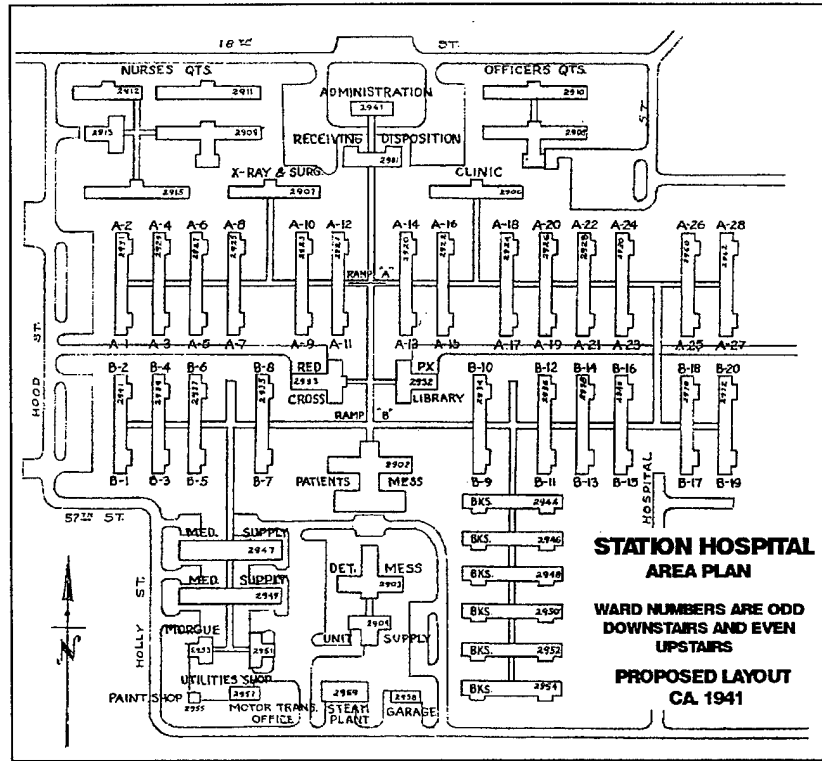 18TH ST.
NURSES QTS.
OFFICERS QTS.
2912
2911
2910
ADMINISTRATION
2941
2913
2909
RECEIVING DISPOSITION
2981
ST.
X-RAY & SURG.
CLINIC
2915
2907
2906
A-2 A-4 A-6 A-8 A-10 A-12 A-14 A-16 A-18 A-20 A-22 A-24 A-26 A-28
RAMP "A"
A-1 A-3 A-5 A-7 A-9 A-11 A-13 A-15 A-17 A-19 A-21 A-23 A-25 A-27
HOOD ST.
B-2 B-4 B-6 B-8
RED
2933
CROSS
PX
2932
LIBRARY
B-10 B-12 B-14 B-16 B-18 B-20
RAMP "B"
B-1 B-3 B-5 B-7
2902
PATIENTS MESS
B-9 B-11 B-13 B-15 B-17 B-19
HOSPITAL
57TH ST.
BKS. 2944
BKS. 2946
BKS. 2948
BKS. 2950
BKS. 2952
BKS. 2954
MED. SUPPLY
2947
MED. SUPPLY
2949
DET. MESS
2903
2904
UNIT SUPPLY
HOLLY ST.
MORGUE
2953
2951
UTILITIES SHOP
PAINT SHOP
2955
2957
MOTOR TRANS. OFFICE
2959
STEAM PLANT
2958
GARAGE
N
STATION HOSPITAL
AREA PLAN
WARD NUMBERS ARE ODD
DOWNSTAIRS AND EVEN
UPSTAIRS
PROPOSED LAYOUT
CA. 1941